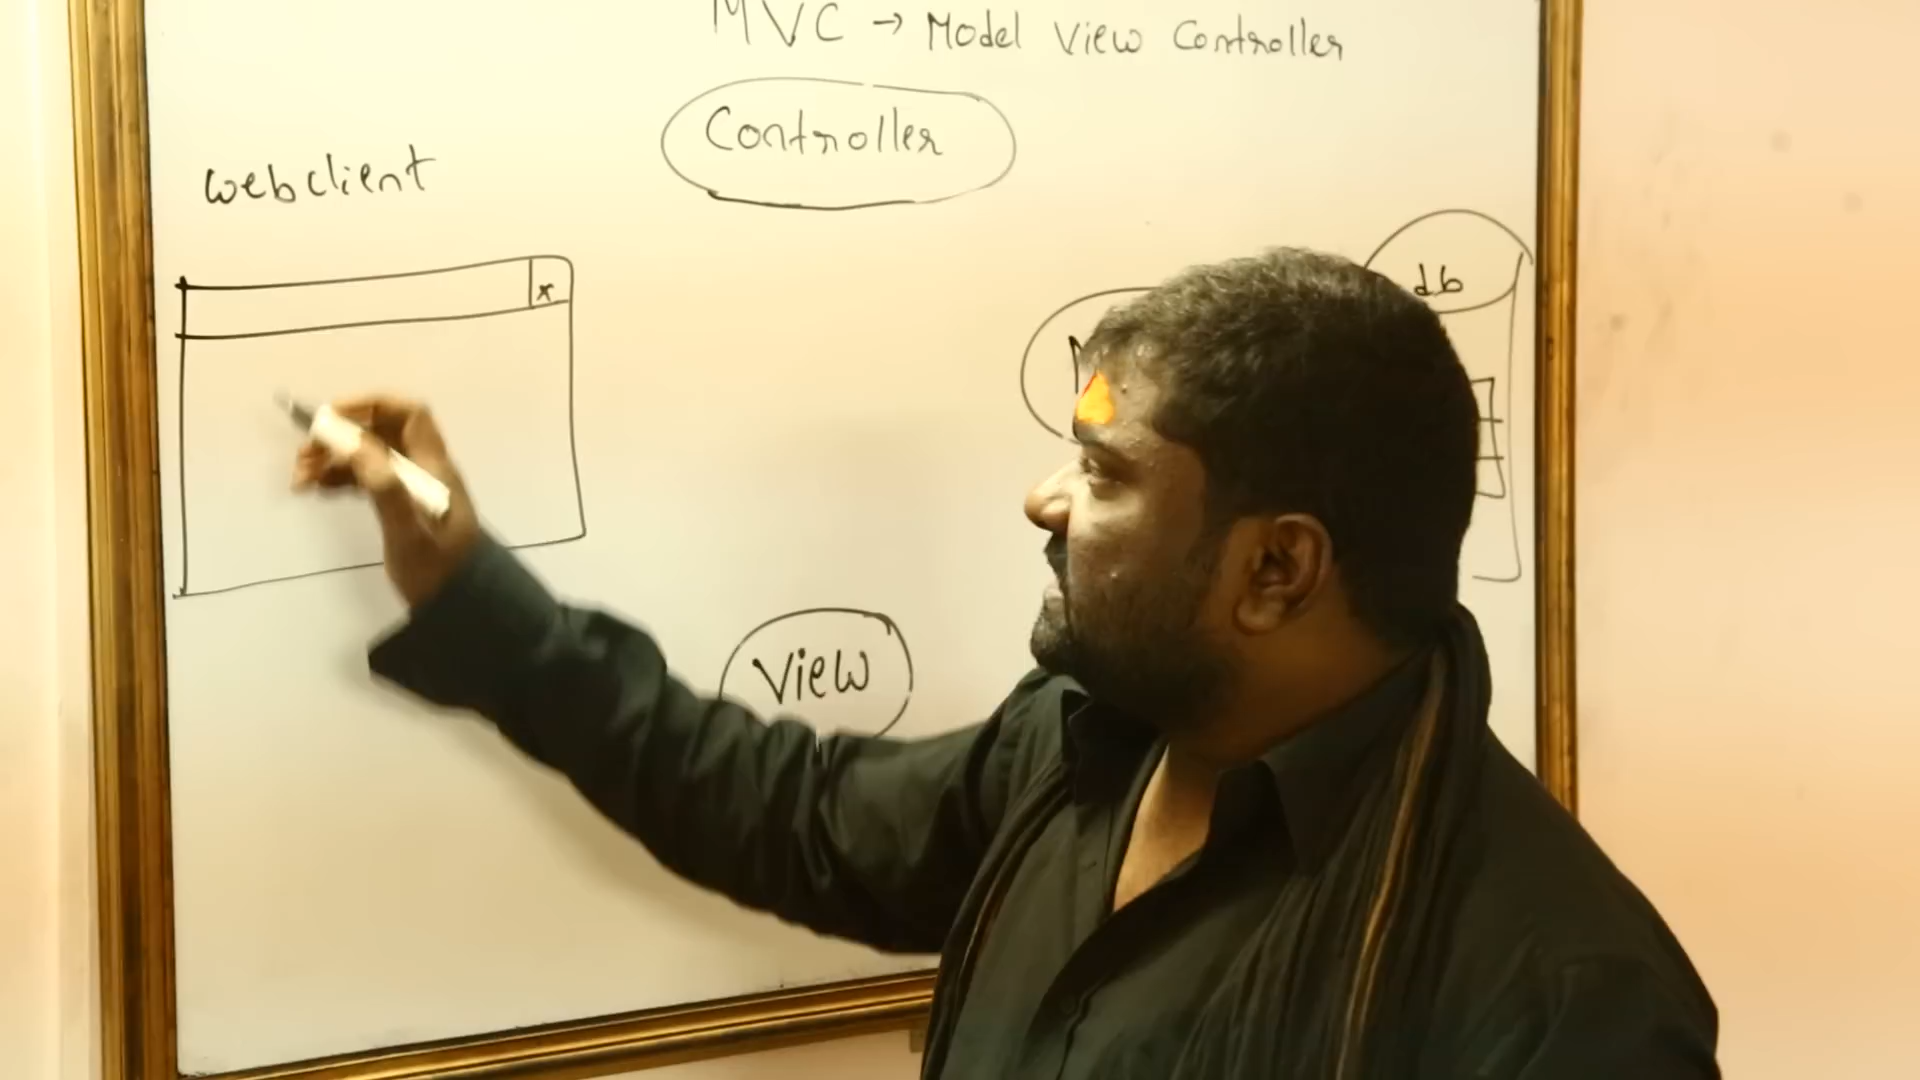 MVC → Model View Controller
Controller
webclient
x
db
View